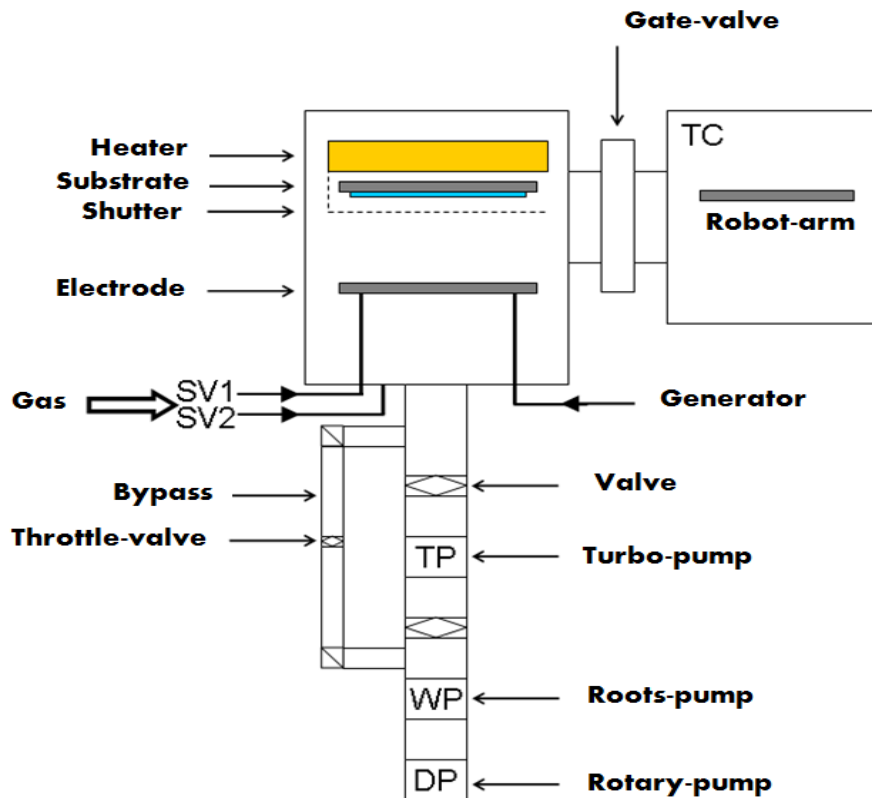 Gate-valve
TC
Heater
Substrate
Shutter
Robot-arm
Electrode
Gas
SV1
SV2
Generator
Bypass
Valve
Throttle-valve
TP
Turbo-pump
WP
Roots-pump
DP
Rotary-pump